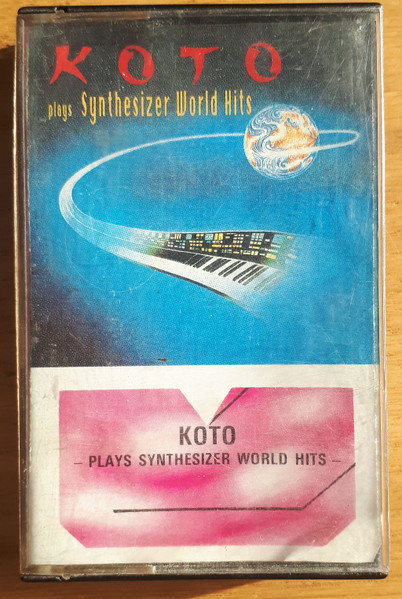 KOTO
plays Synthesizer World Hits
KOTO
- PLAYS SYNTHESIZER WORLD HITS -